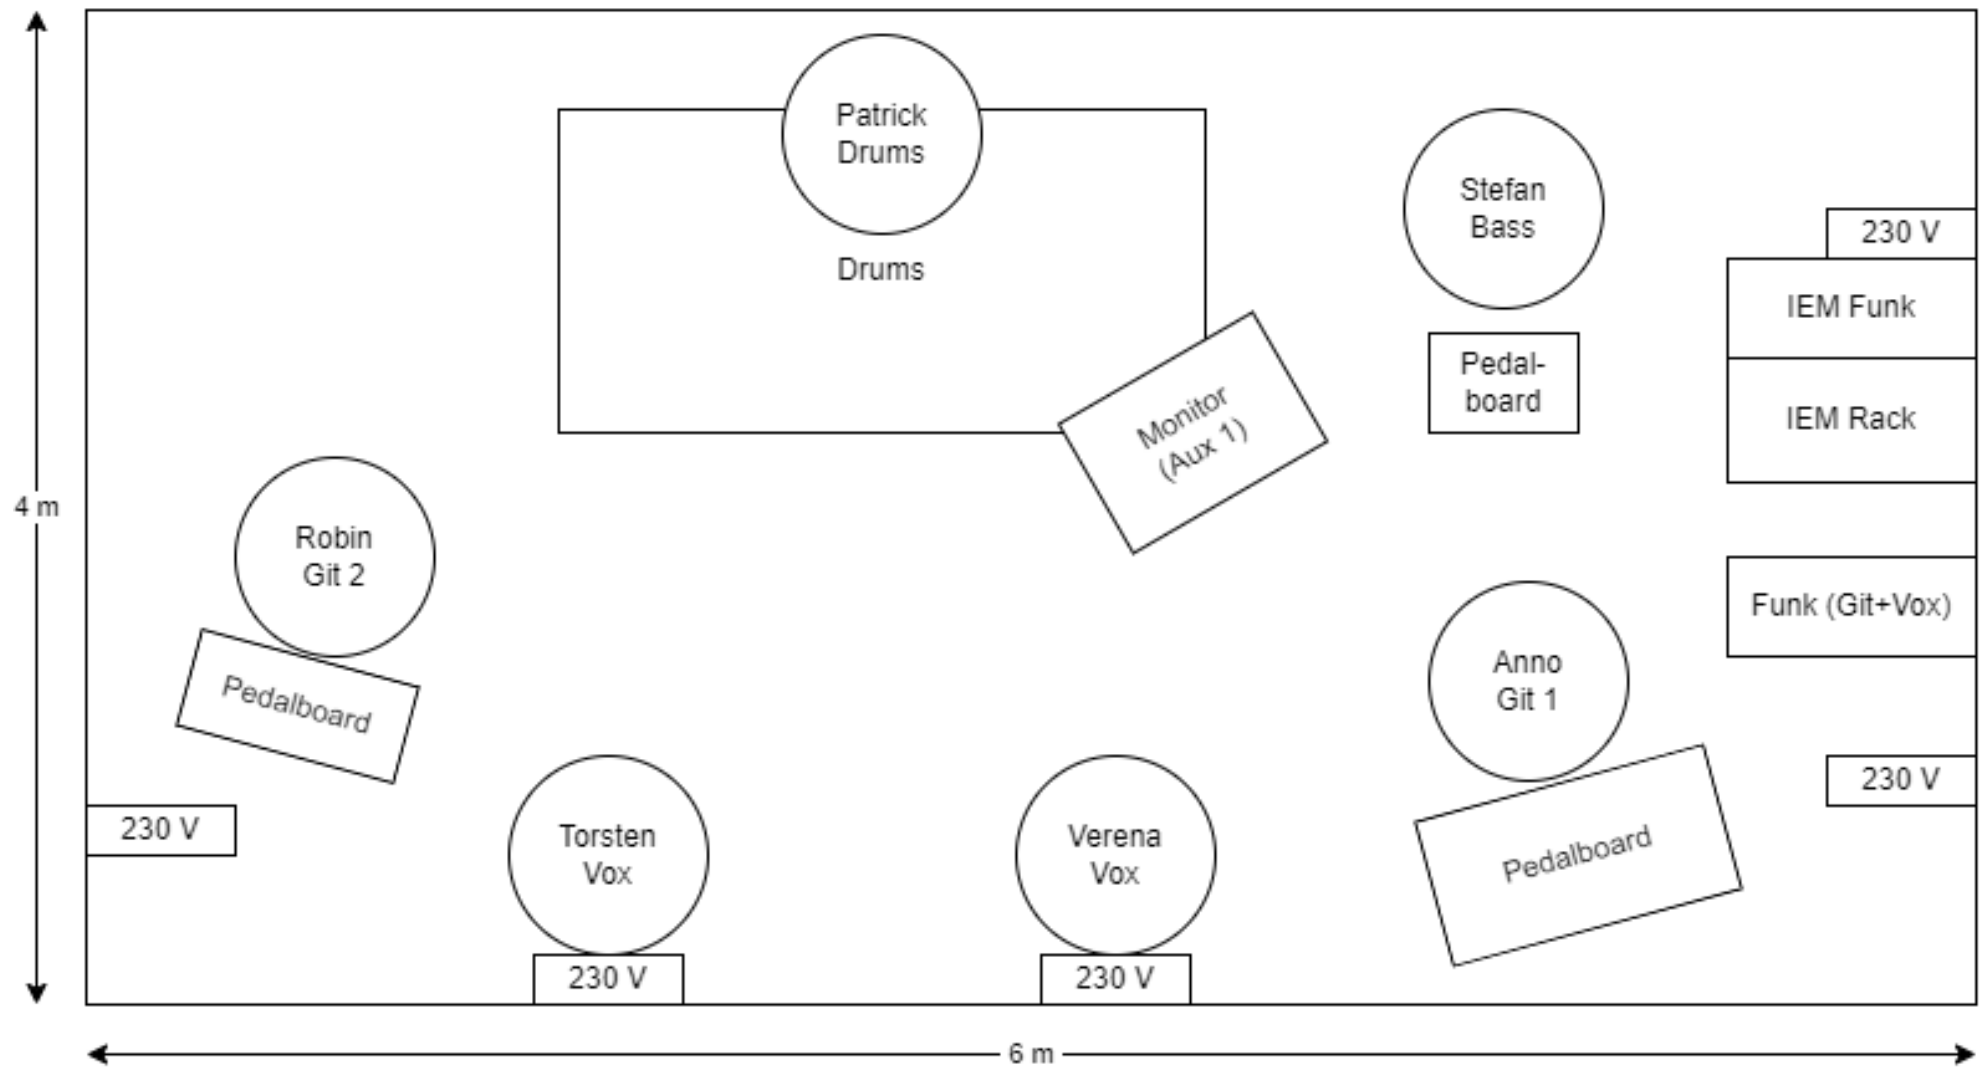 Patrick
Drums
Drums
Stefan
Bass
230 V
IEM Funk
Pedal-
board
IEM Rack
Monitor
(Aux 1)
4 m
Robin
Git 2
Funk (Git+Vox)
Anno
Git 1
Pedalboard
230 V
230 V
Torsten
Vox
Verena
Vox
Pedalboard
230 V
230 V
6 m